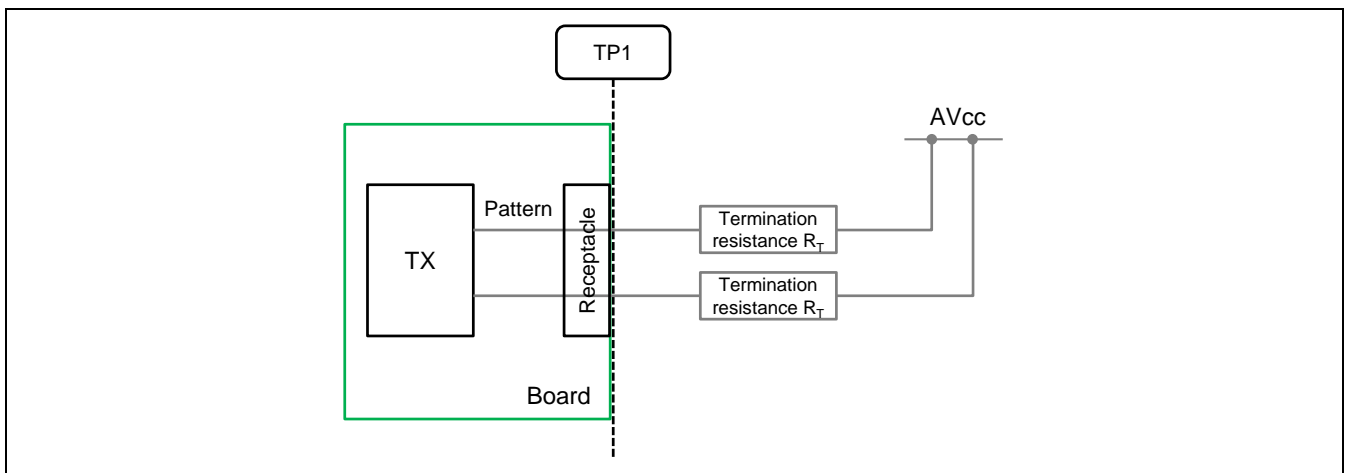 TP1
AVcc
Pattern
Receptacle
TX
Termination
resistance R_T
Termination
resistance R_T
Board